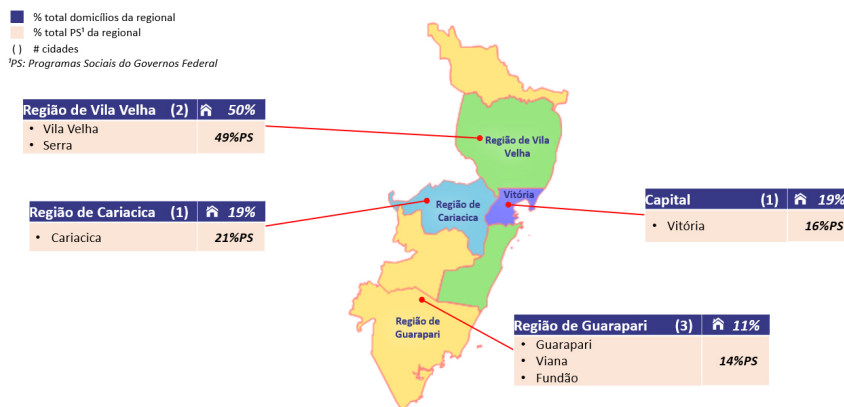 % total domicílios da regional
% total PS¹ da regional
( ) # cidades
¹PS: Programas Sociais do Governos Federal
Região de Vila Velha (2) 50%
• Vila Velha
• Serra
49%PS
Região de Vila
Velha
Vitória
Região de
Cariacica
Região de Cariacica (1) 19%
• Cariacica
21%PS
Capital (1) 19%
• Vitória
16%PS
Região de
Guarapari
Região de Guarapari (3) 11%
• Guarapari
• Viana
• Fundão
14%PS